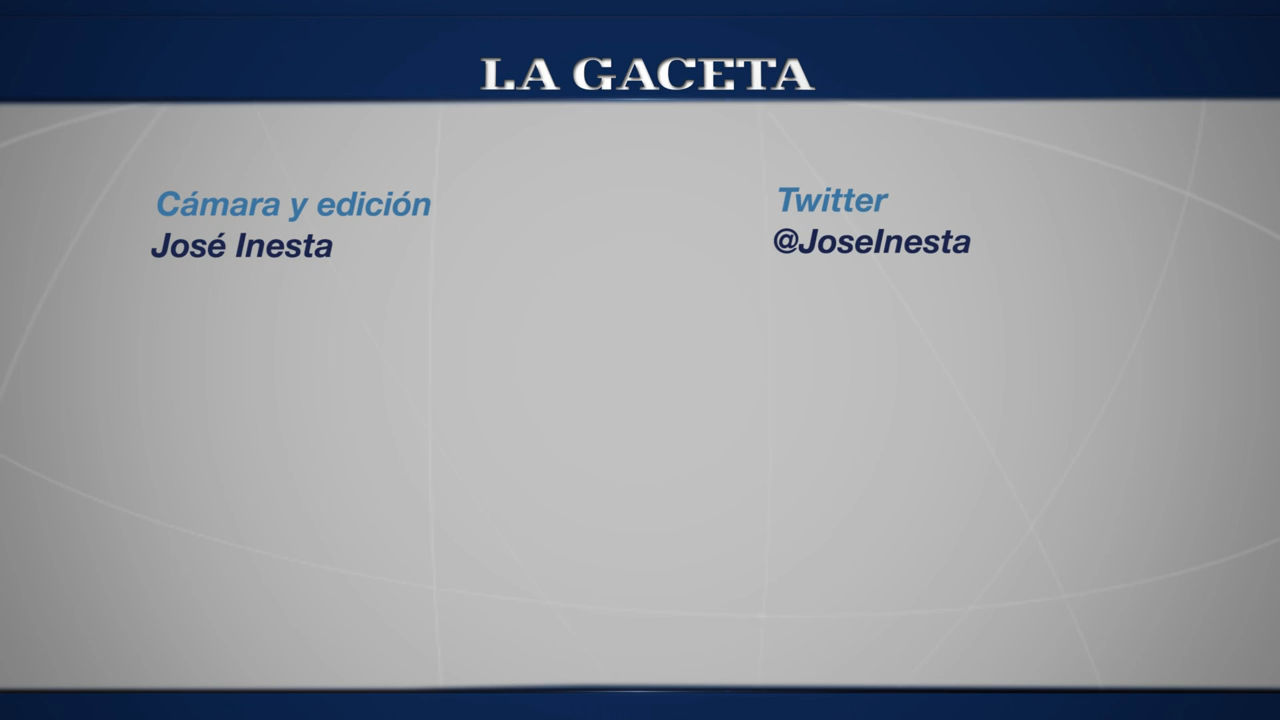 LA GACETA
Cámara y edición
José Inesta
Twitter
@JoseInesta